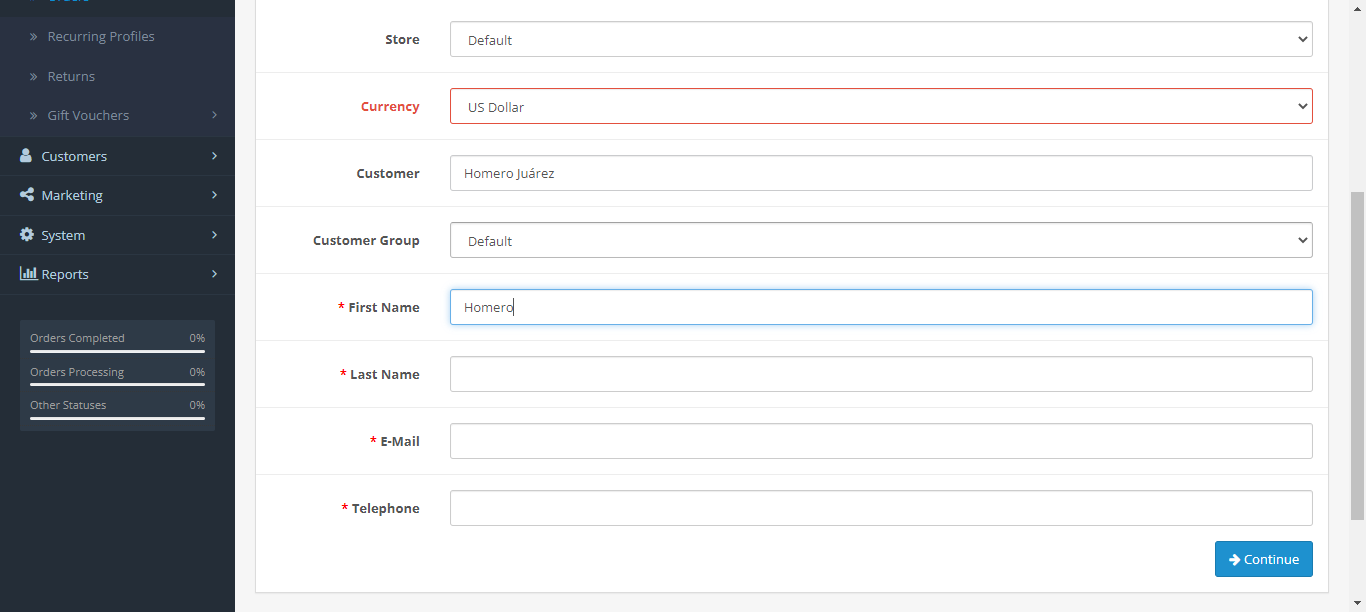 Recurring Profiles
Returns
Gift Vouchers
Customers
Marketing
System
Reports
Orders Completed 0%
Orders Processing 0%
Other Statuses 0%
Store Default
Currency US Dollar
Customer Homero Juárez
Customer Group Default
* First Name Homero
* Last Name
* E-Mail
* Telephone
Continue